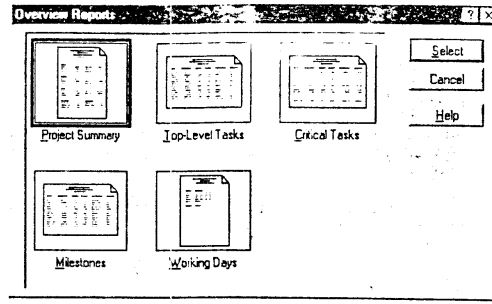 Overview Reports
Select
Cancel
Help
Project Summary
Top-Level Tasks
Critical Tasks
Milestones
Working Days